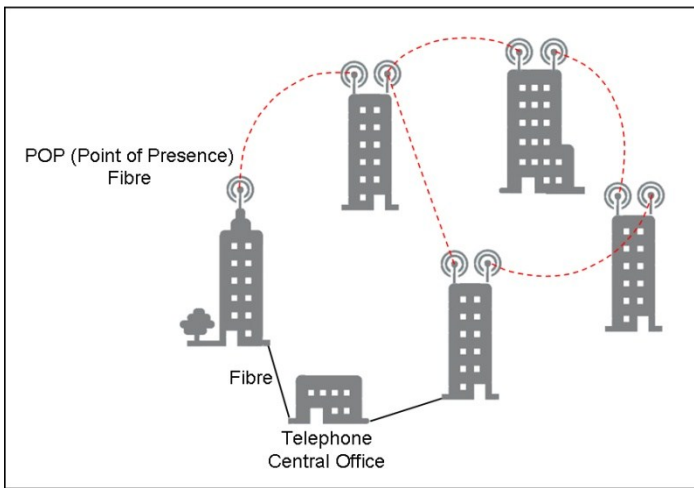 POP (Point of Presence)
Fibre
Fibre
Telephone
Central Office